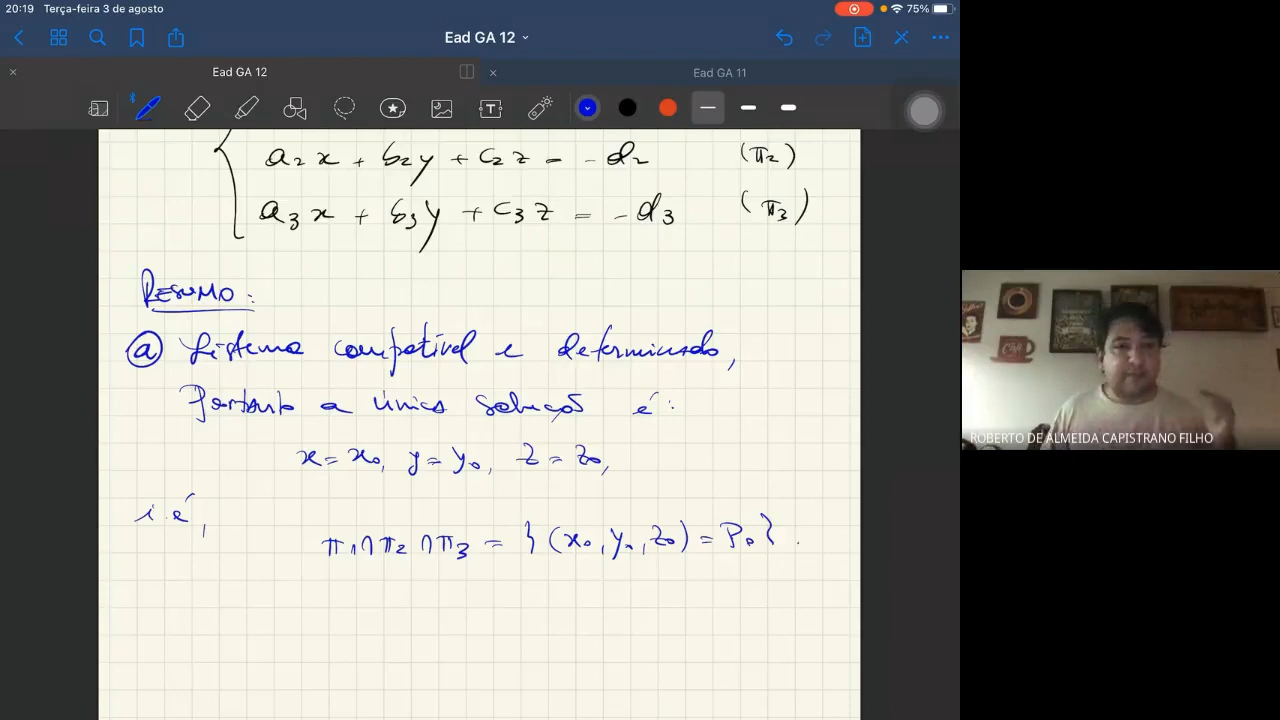 20:19 Terça-feira 3 de agosto
75%
Ead GA 12
Ead GA 12
Ead GA 11
a₂x + b₂y + c₂z = -d₂ (π₂)
a₃x + b₃y + c₃z = -d₃ (π₃)
RESUMO:
ⓐ Sistema compatível e determinado,
Portanto a única solução é:
x = x₀, y = y₀, z = z₀,
i.é,
π₁∩π₂∩π₃ = {(x₀, y₀, z₀) = P₀}.
ROBERTO DE ALMEIDA CAPISTRANO FILHO